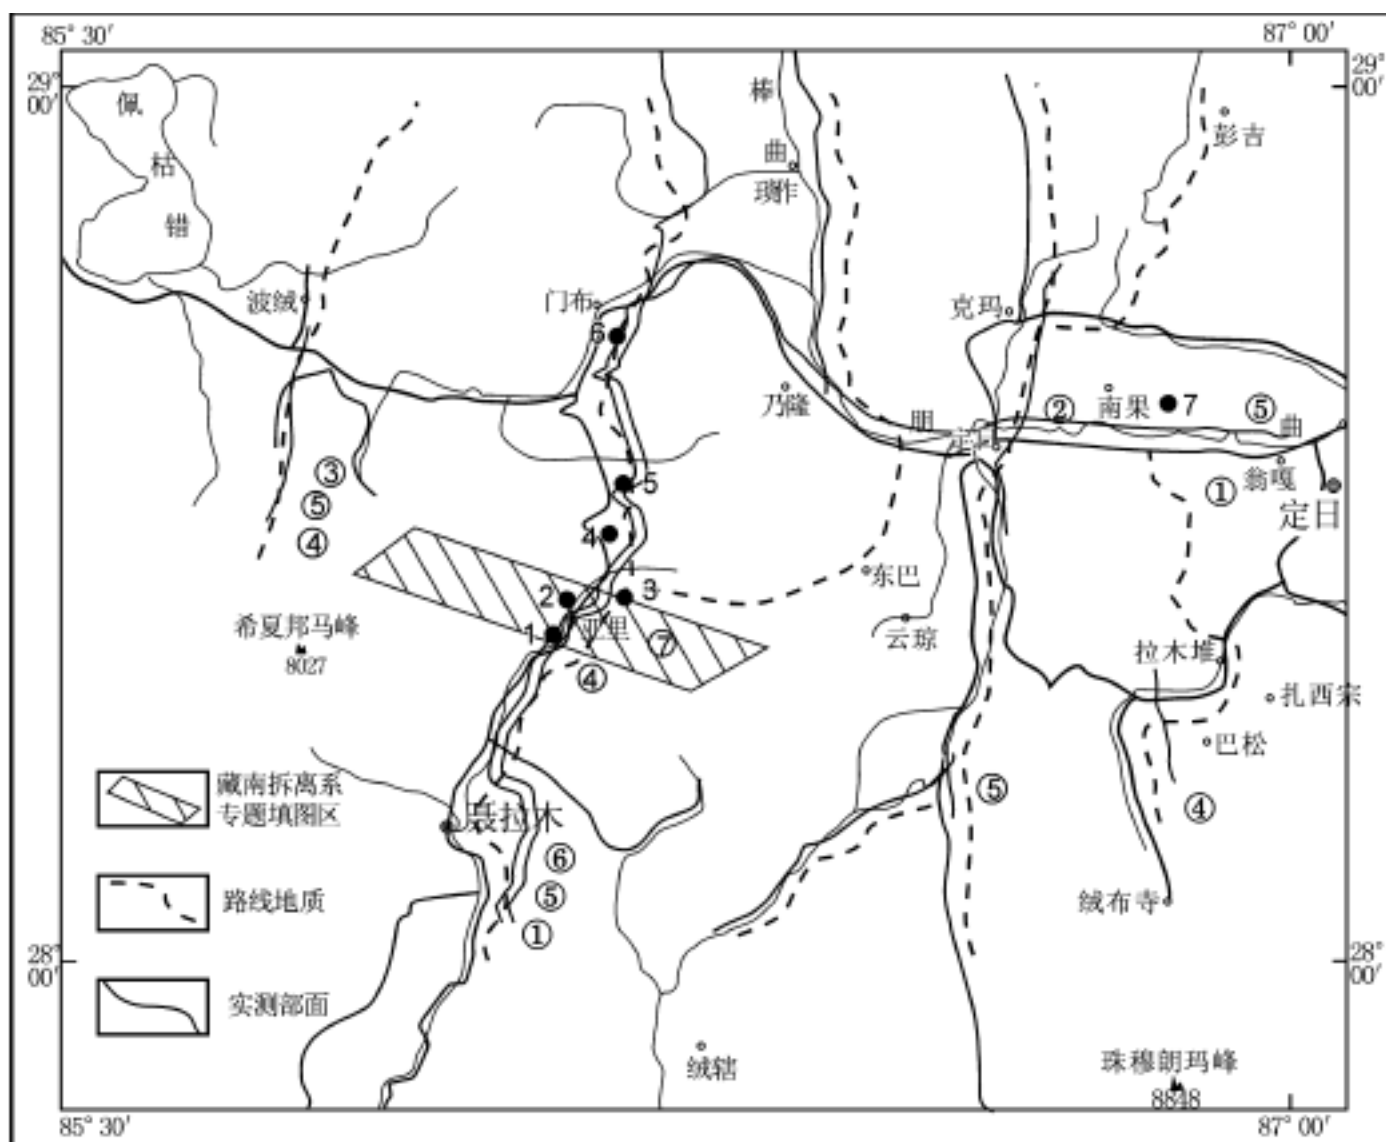 85° 30′
87° 00′
29°
00′
29°
00′
佩
枯
错
棒
曲
彭吉
波绒
门布
克玛
6
乃隆
朋
②
南果
7
⑤
曲
③
⑤
④
5
4
①
翁嘎
定日
2
3
1
亚里
⑦
④
东巴
云琼
希夏邦马峰
8027
拉木堆
扎西宗
巴松
藏南拆离系
专题填图区
聂拉木
⑤
④
⑥
⑤
①
路线地质
绒布寺
28°
00′
28°
00′
实测部面
绒辖
珠穆朗玛峰
8848
85° 30′
87° 00′